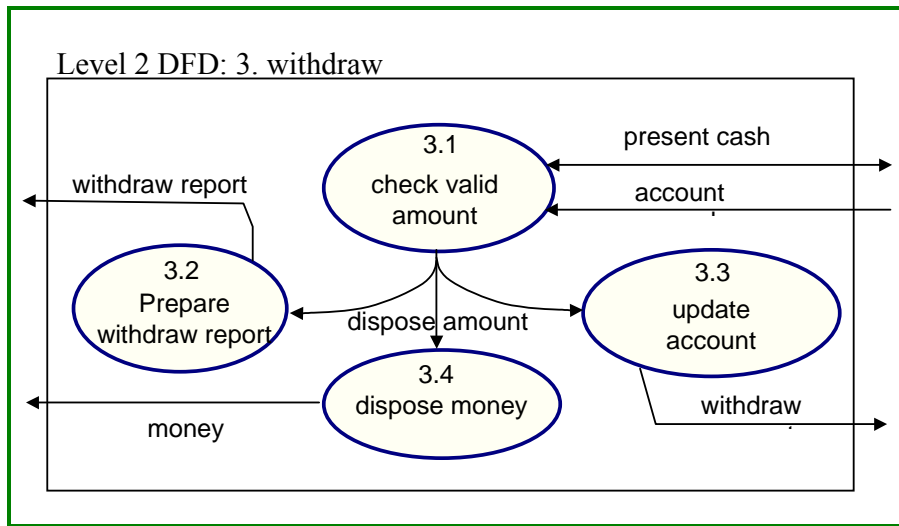 Level 2 DFD: 3. withdraw
3.1
check valid
amount
present cash
account
withdraw report
3.2
Prepare
withdraw report
dispose amount
3.3
update
account
3.4
dispose money
money
withdraw